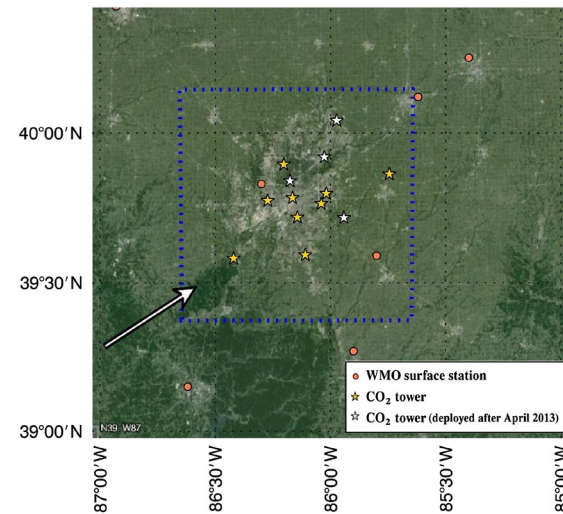 40°00′N
39°30′N
39°00′N
WMO surface station
CO₂ tower
CO₂ tower (deployed after April 2013)
N39 W87
87°00′W
86°30′W
86°00′W
85°30′W
85°00′W